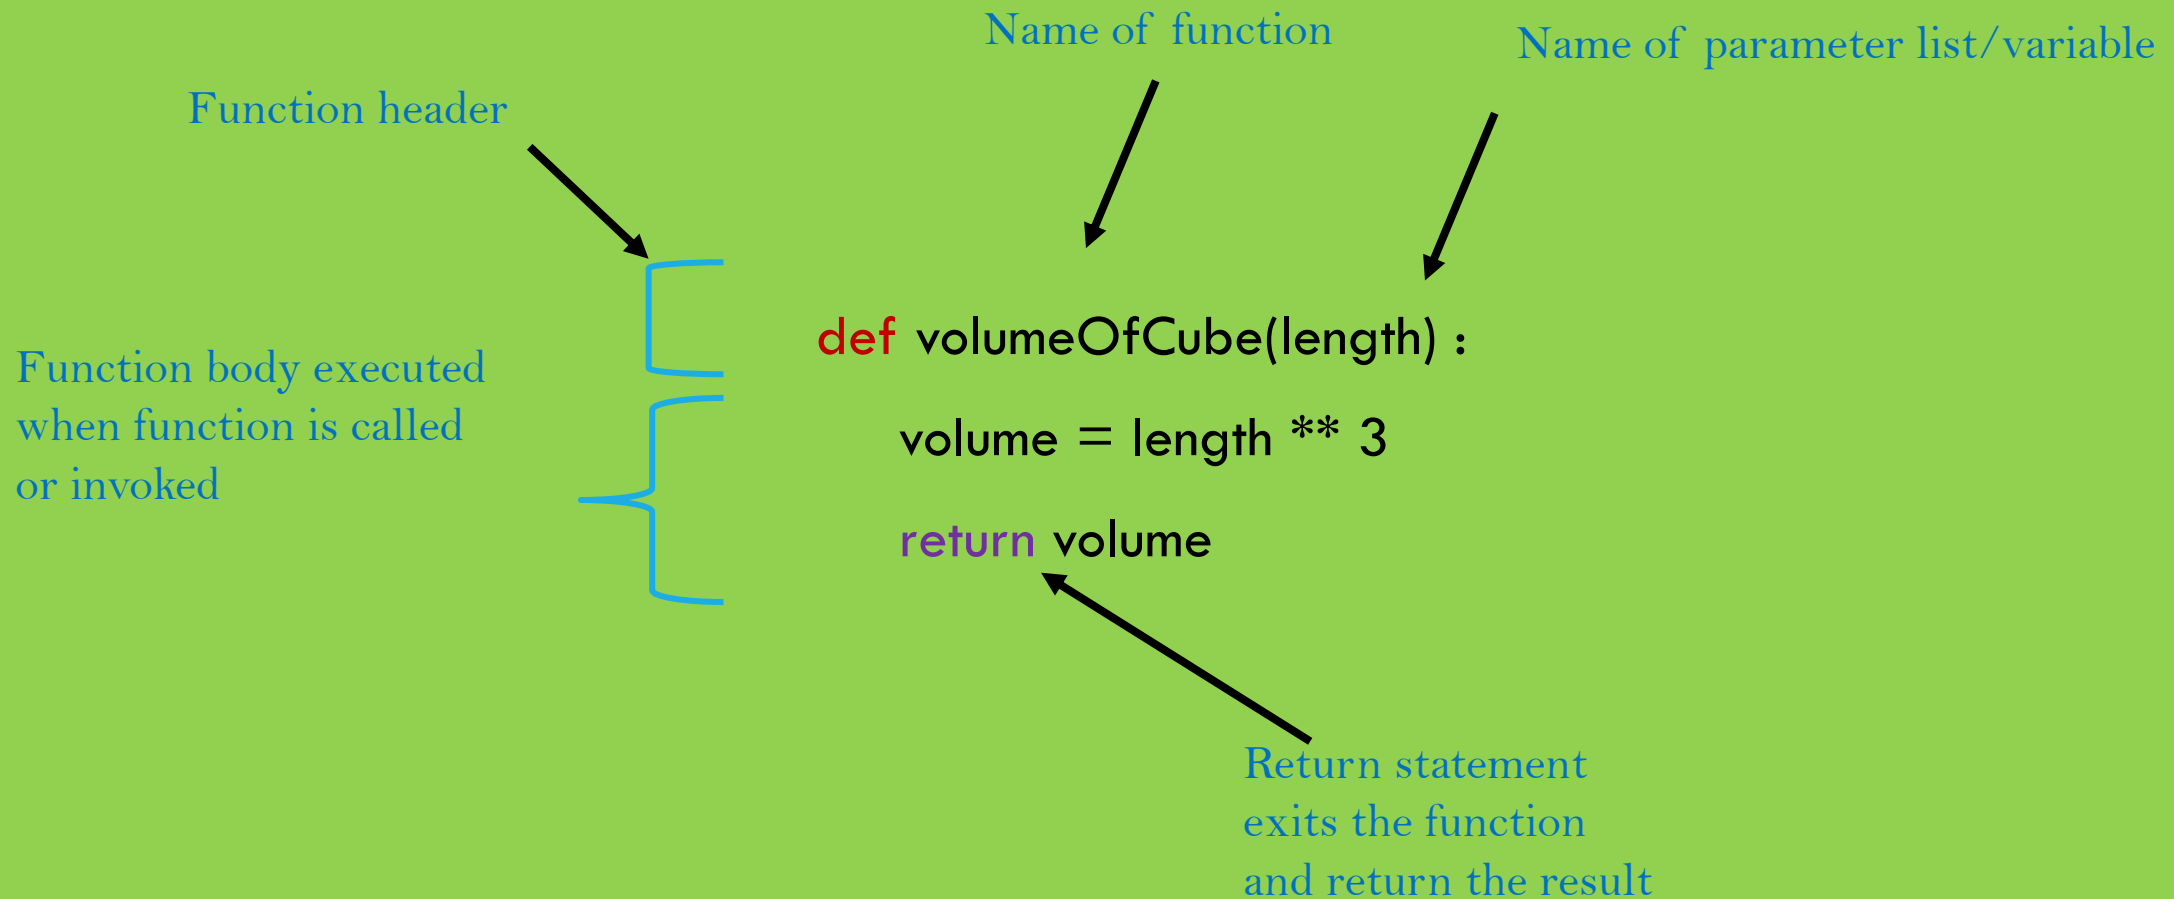 Name of function
Name of parameter list/variable
Function header
def volumeOfCube(length) :
Function body executed
when function is called
or invoked
volume = length ** 3
return volume
Return statement
exits the function
and return the result